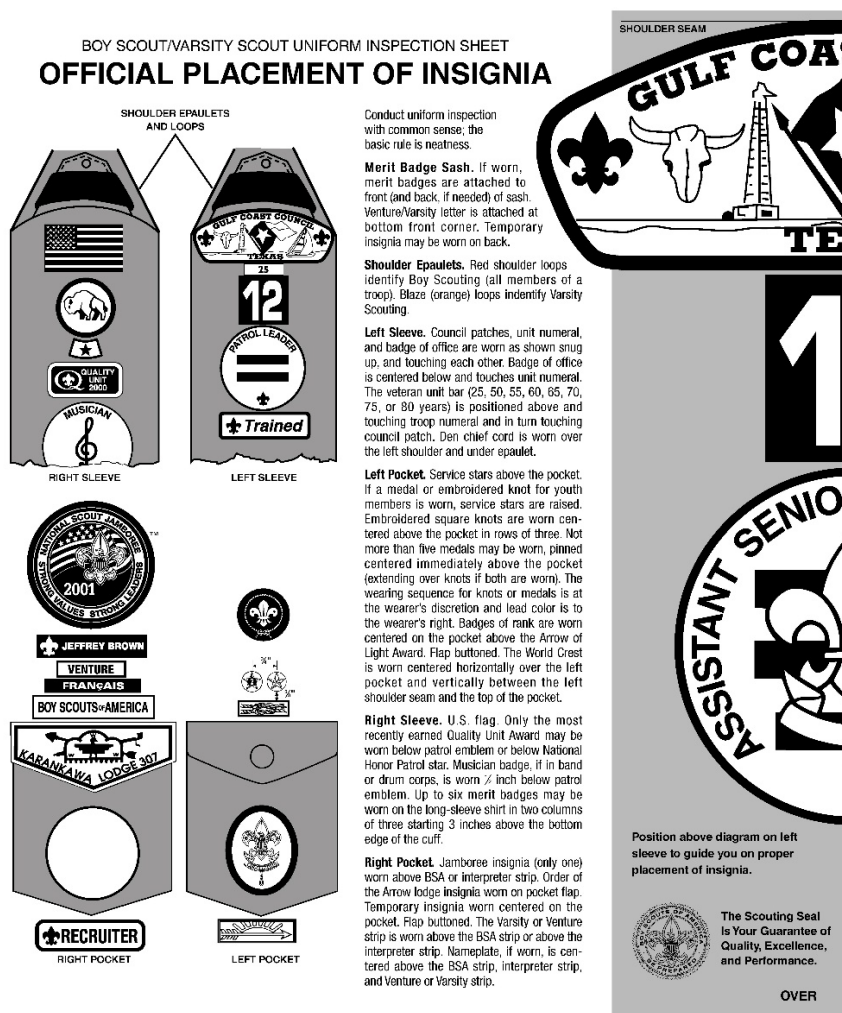 BOY SCOUT/VARSITY SCOUT UNIFORM INSPECTION SHEET
OFFICIAL PLACEMENT OF INSIGNIA
SHOULDER EPAULETS
AND LOOPS
GULF COAST COUNCIL
TEXAS
25
12
PATROL LEADER
Trained
QUALITY
UNIT
2000
MUSICIAN
RIGHT SLEEVE
LEFT SLEEVE
NATIONAL SCOUT JAMBOREE
2001
STRONG VALUES STRONG LEADERS
TM
JEFFREY BROWN
VENTURE
FRANÇAIS
BOY SCOUTS OF AMERICA
KARANKAWA LODGE 307
RECRUITER
RIGHT POCKET
LEFT POCKET
Conduct uniform inspection
with common sense; the
basic rule is neatness.
Merit Badge Sash. If worn,
merit badges are attached to
front (and back, if needed) of sash.
Venture/Varsity letter is attached at
bottom front corner. Temporary
insignia may be worn on back.
Shoulder Epaulets. Red shoulder loops
identify Boy Scouting (all members of a
troop). Blaze (orange) loops indentify Varsity
Scouting.
Left Sleeve. Council patches, unit numeral,
and badge of office are worn as shown snug
up, and touching each other. Badge of office
is centered below and touches unit numeral.
The veteran unit bar (25, 50, 55, 60, 65, 70,
75, or 80 years) is positioned above and
touching troop numeral and in turn touching
council patch. Den chief cord is worn over
the left shoulder and under epaulet.
Left Pocket. Service stars above the pocket.
If a medal or embroidered knot for youth
members is worn, service stars are raised.
Embroidered square knots are worn cen-
tered above the pocket in rows of three. Not
more than five medals may be worn, pinned
centered immediately above the pocket
(extending over knots if both are worn). The
wearing sequence for knots or medals is at
the wearer's discretion and lead color is to
the wearer's right. Badges of rank are worn
centered on the pocket above the Arrow of
Light Award. Flap buttoned. The World Crest
is worn centered horizontally over the left
pocket and vertically between the left
shoulder seam and the top of the pocket.
Right Sleeve. U.S. flag. Only the most
recently earned Quality Unit Award may be
worn below patrol emblem or below National
Honor Patrol star. Musician badge, if in band
or drum corps, is worn inch below patrol
emblem. Up to six merit badges may be
worn on the long-sleeve shirt in two columns
of three starting 3 inches above the bottom
edge of the cuff.
Right Pocket. Jamboree insignia (only one)
worn above BSA or interpreter strip. Order of
the Arrow lodge insignia worn on pocket flap.
Temporary insignia worn centered on the
pocket. Flap buttoned. The Varsity or Venture
strip is worn above the BSA strip or above the
interpreter strip. Nameplate, if worn, is cen-
tered above the BSA strip, interpreter strip,
and Venture or Varsity strip.
SHOULDER SEAM
GULF COA
TE
1
ASSISTANT SENIO
Position above diagram on left
sleeve to guide you on proper
placement of insignia.
BOY SCOUTS OF AMERICA
BE PREPARED
The Scouting Seal
Is Your Guarantee of
Quality, Excellence,
and Performance.
OVER